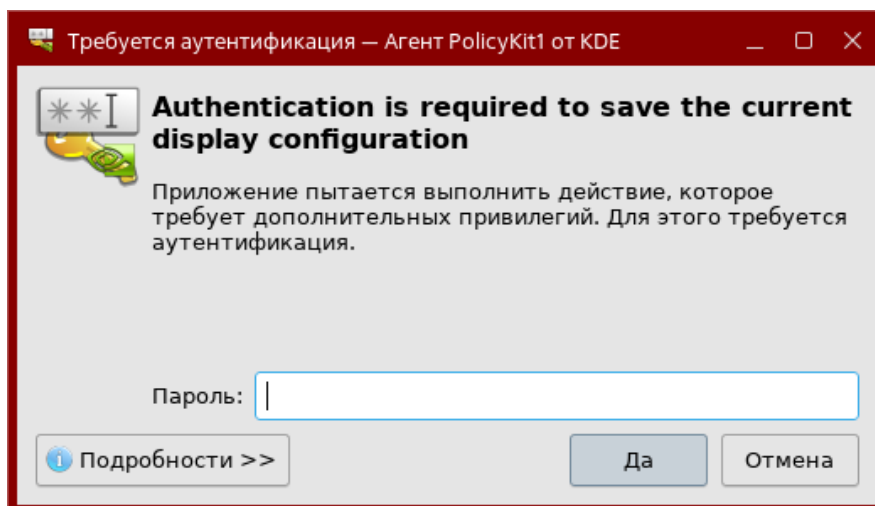 Требуется аутентификация — Агент PolicyKit1 от KDE
Authentication is required to save the current
display configuration
Приложение пытается выполнить действие, которое
требует дополнительных привилегий. Для этого требуется
аутентификация.
Пароль:
Подробности >>
Да
Отмена